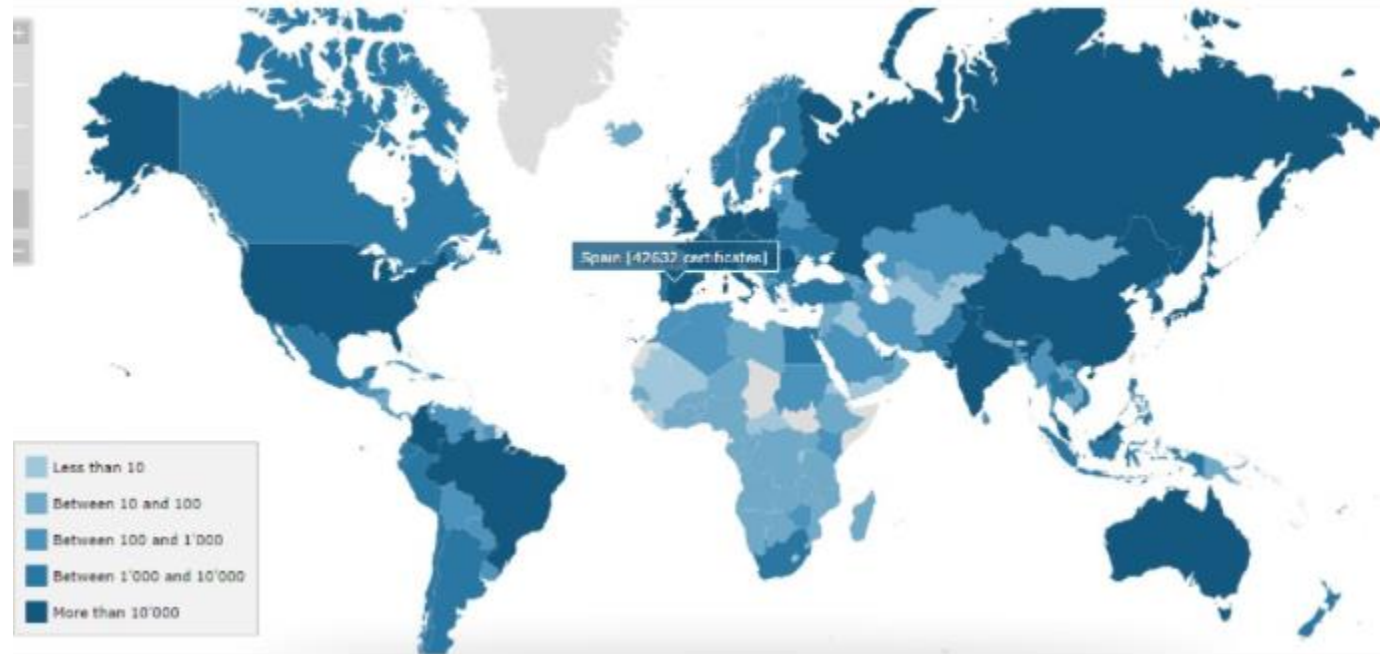 Spain [42632 certificates]
Less than 10
Between 10 and 100
Between 100 and 1'000
Between 1'000 and 10'000
More than 10'000